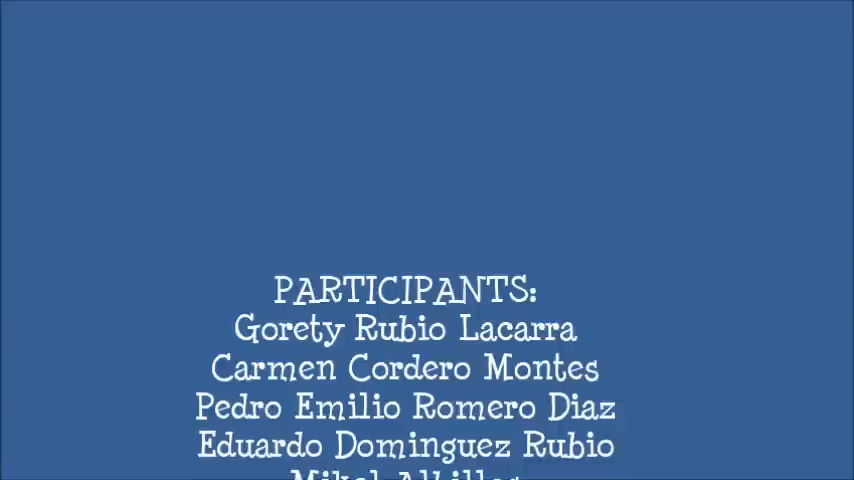 PARTICIPANTS:
Gorety Rubio Lacarra
Carmen Cordero Montes
Pedro Emilio Romero Diaz
Eduardo Dominguez Rubio